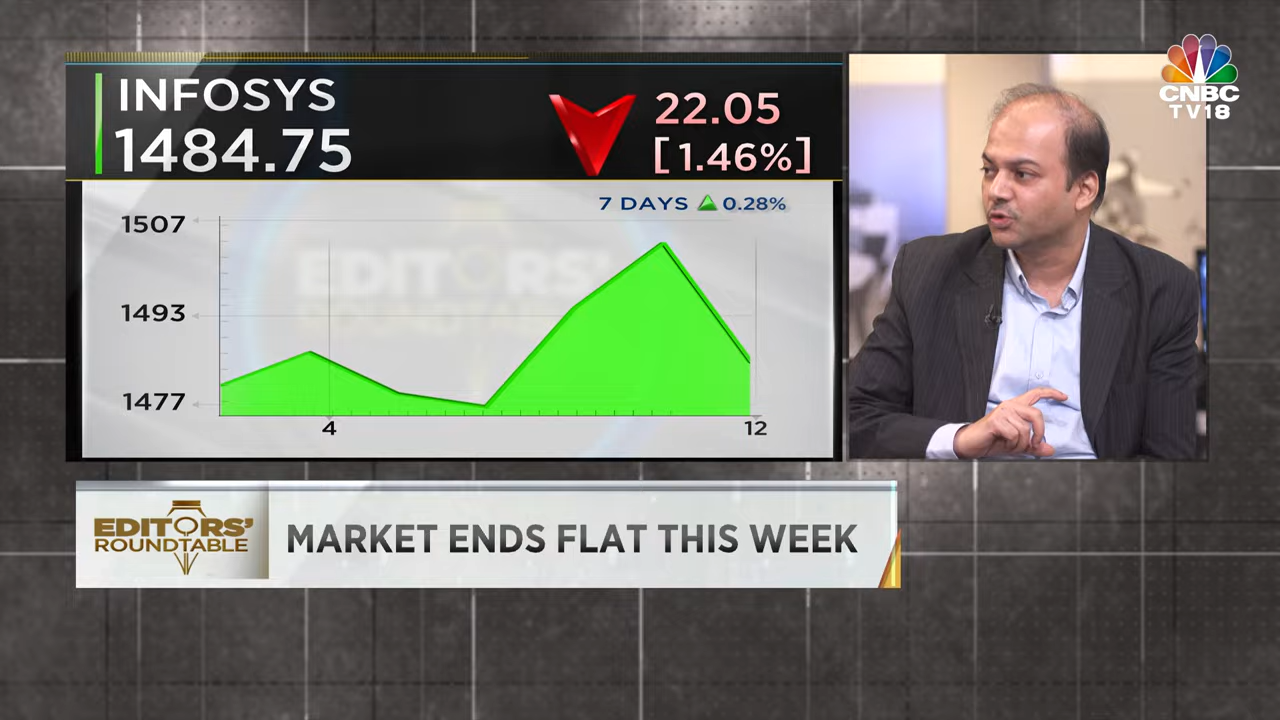 INFOSYS
1484.75
22.05
[1.46%]
CNBC
TV18
7 DAYS 0.28%
1507
1493
1477
4
12
EDITORS'
EDITORS'
ROUNDTABLE
MARKET ENDS FLAT THIS WEEK